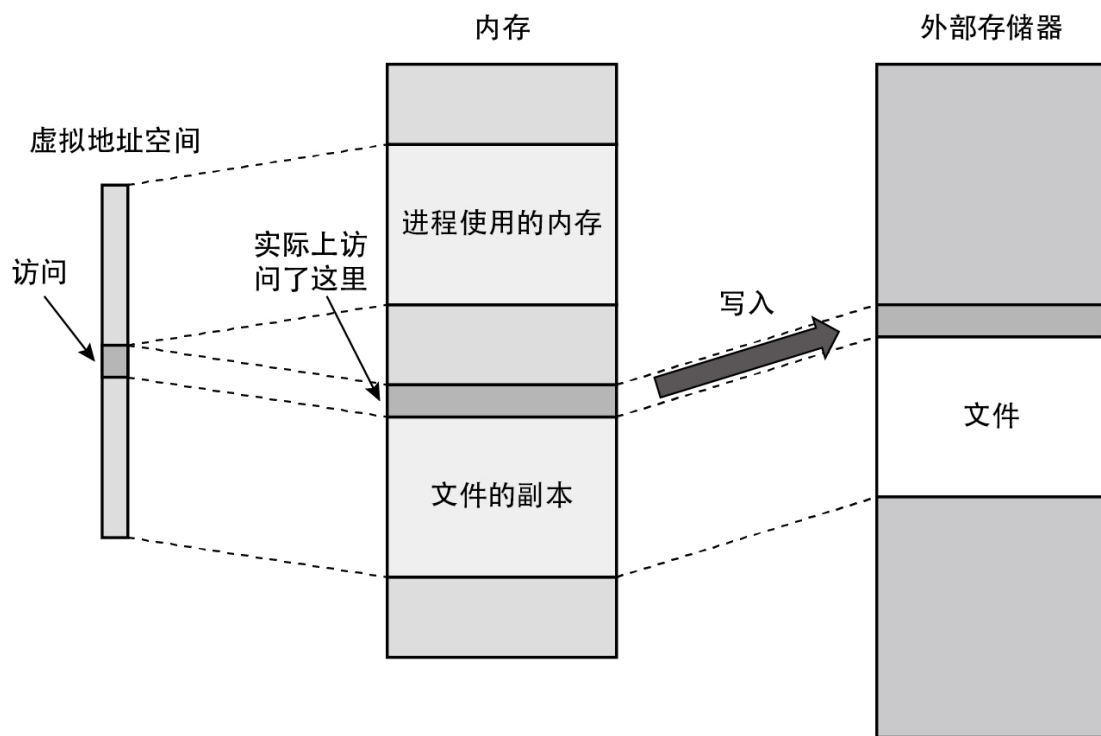 内存
外部存储器
虚拟地址空间
进程使用的内存
实际上访
问了这里
访问
写入
文件
文件的副本